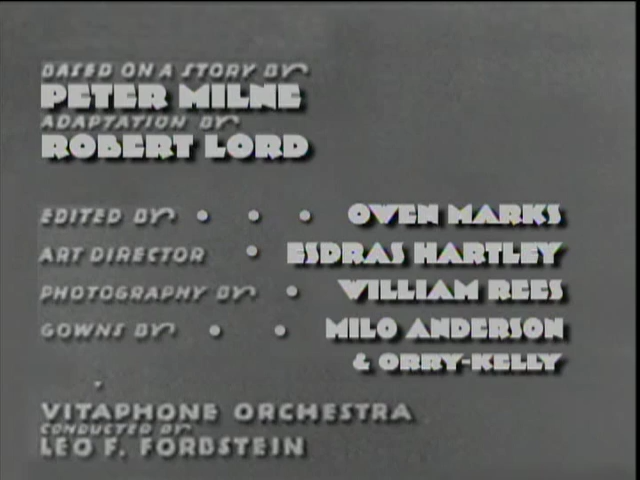 BASED ON A STORY BY
PETER MILNE
ADAPTATION BY
ROBERT LORD
EDITED BY . . . OWEN MARKS
ART DIRECTOR . ESDRAS HARTLEY
PHOTOGRAPHY BY . WILLIAM REES
GOWNS BY . . MILO ANDERSON
& ORRY-KELLY
VITAPHONE ORCHESTRA
CONDUCTED BY
LEO F. FORBSTEIN